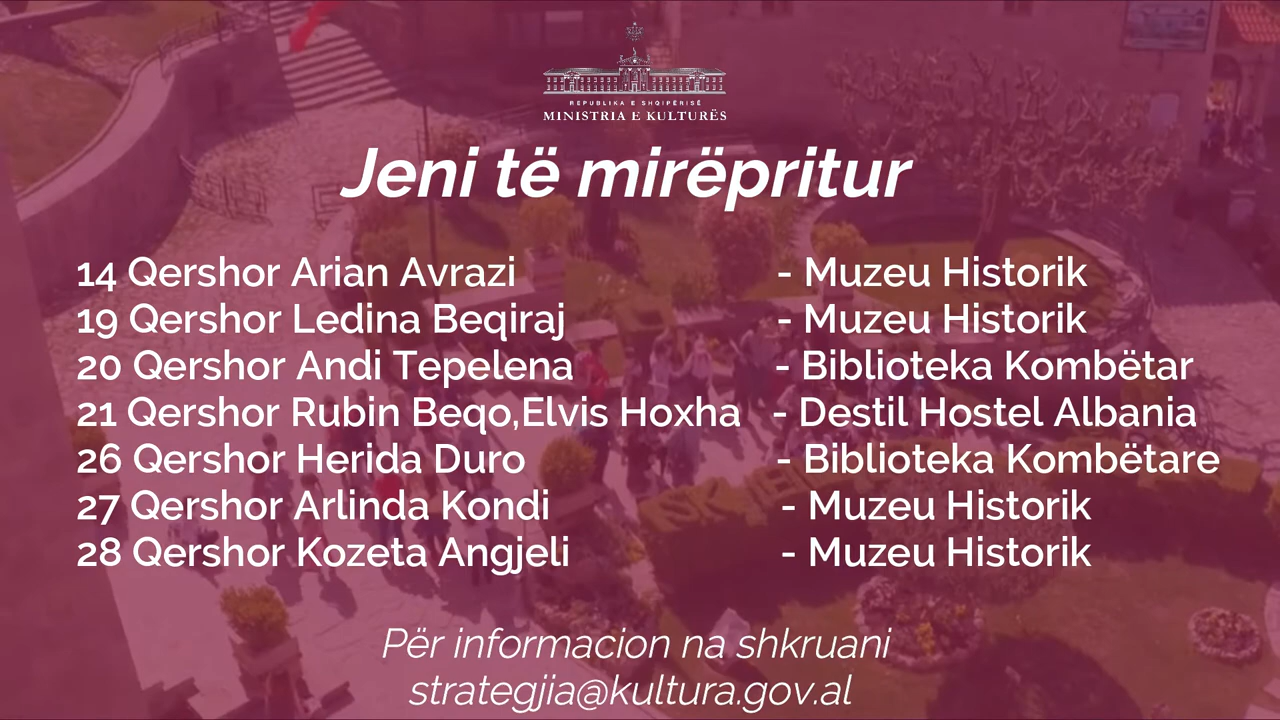 REPUBLIKA E SHQIPËRISË
MINISTRIA E KULTURËS
Jeni të mirëpritur
14 Qershor Arian Avrazi - Muzeu Historik
19 Qershor Ledina Beqiraj - Muzeu Historik
20 Qershor Andi Tepelena - Biblioteka Kombëtar
21 Qershor Rubin Beqo,Elvis Hoxha - Destil Hostel Albania
26 Qershor Herida Duro - Biblioteka Kombëtare
27 Qershor Arlinda Kondi - Muzeu Historik
28 Qershor Kozeta Angjeli - Muzeu Historik
Për informacion na shkruani
strategjia@kultura.gov.al